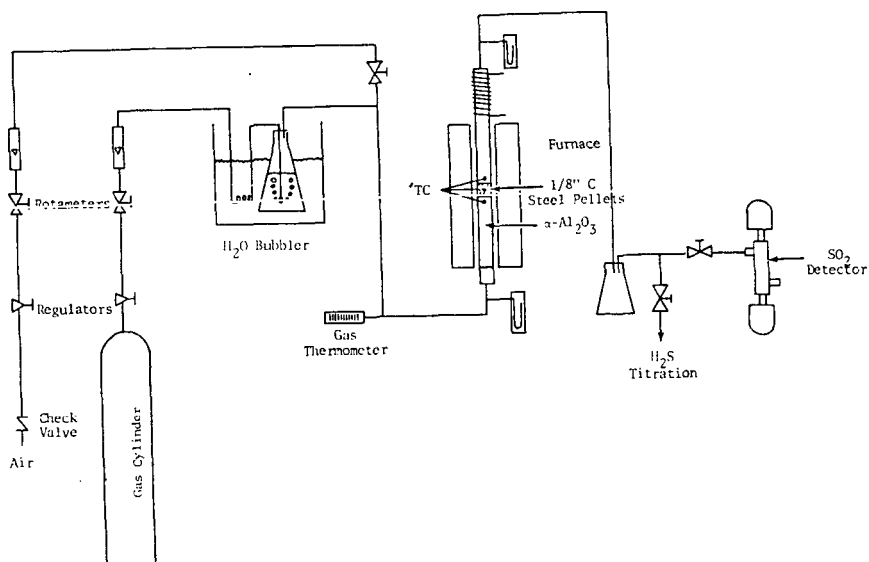 Furnace
'TC
1/8" C
Steel Pellets
α-Al2O3
Rotameters
H2O Bubbler
SO2
Detector
Regulators
Gas
Thermometer
H2S
Titration
Check
Valve
Air
Gas Cylinder